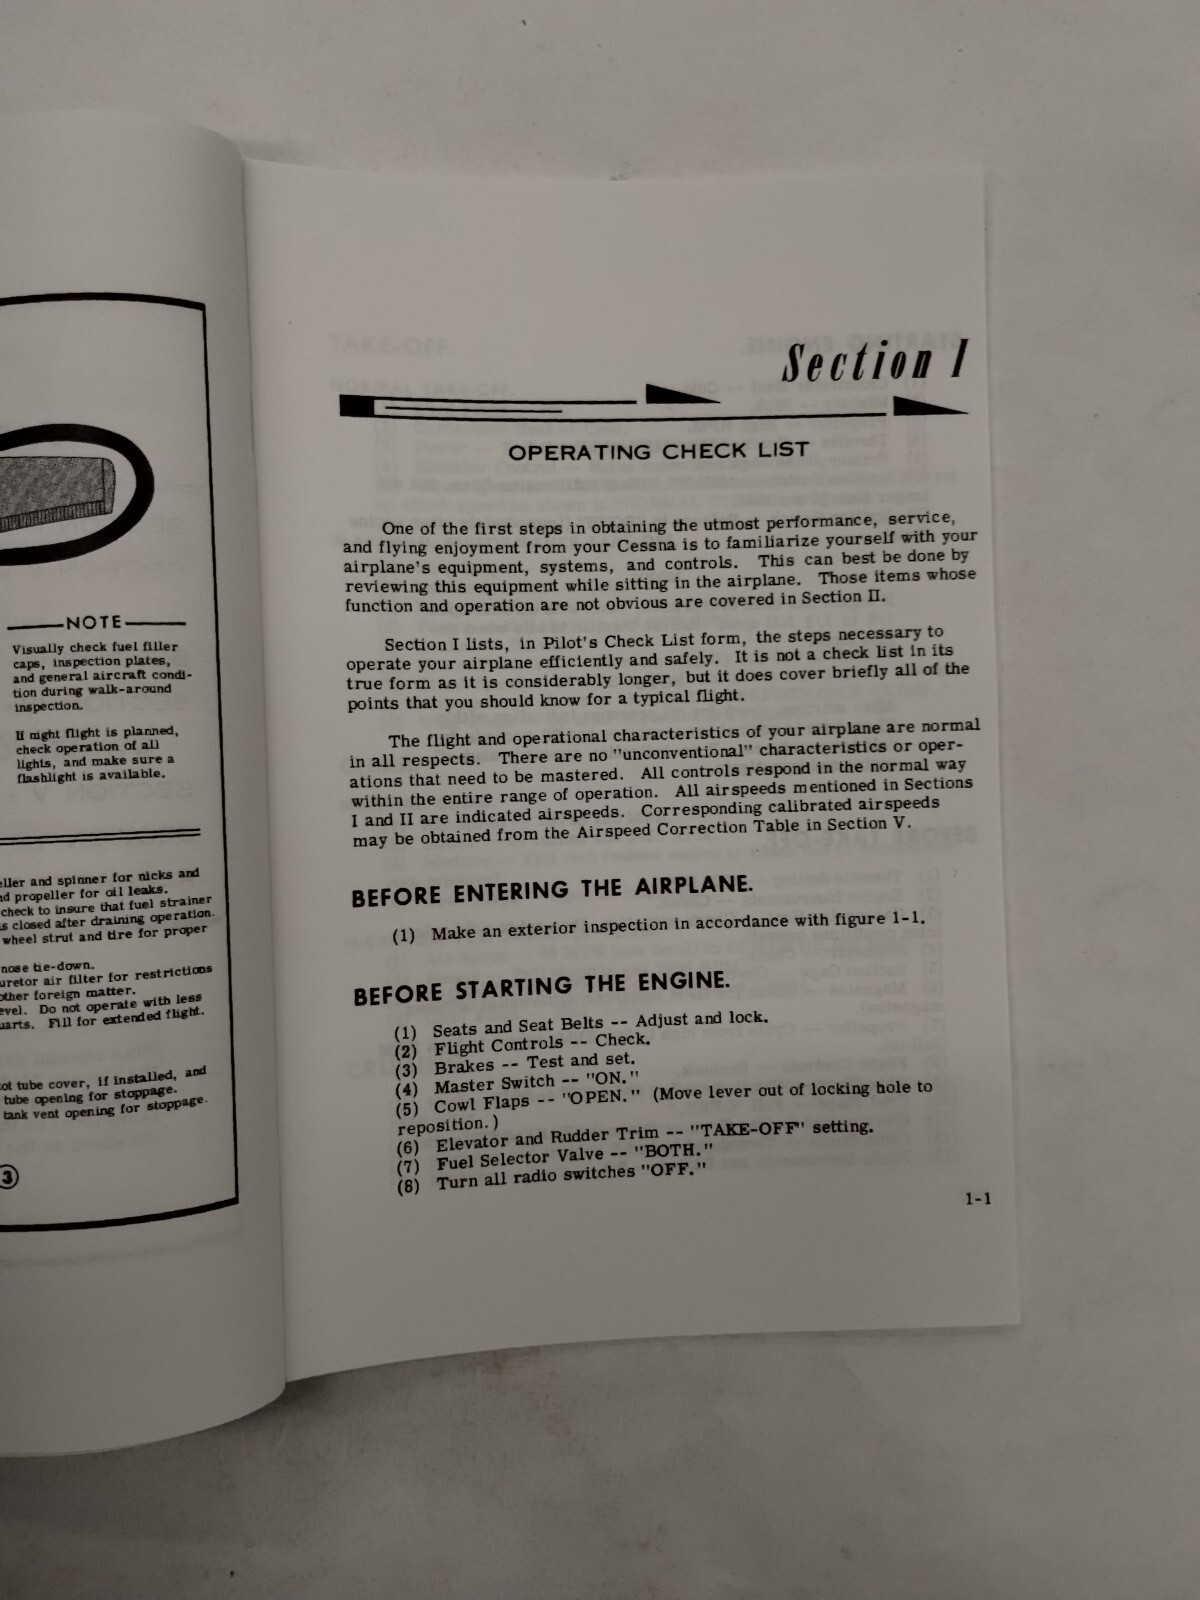 NOTE
Visually check fuel filler
caps, inspection plates,
and general aircraft condi-
tion during walk-around
inspection.
If night flight is planned,
check operation of all
lights, and make sure a
flashlight is available.
and spinner for nicks and
propeller for oil leaks.
check to insure that fuel strainer
closed after draining operation.
wheel strut and tire for proper
nose tie-down.
air filter for restrictions
other foreign matter.
Do not operate with less
Fill for extended flight.
tube cover, if installed, and
tube opening for stoppage.
tank vent opening for stoppage.
3
Section I
OPERATING CHECK LIST
One of the first steps in obtaining the utmost performance, service,
and flying enjoyment from your Cessna is to familiarize yourself with your
airplane's equipment, systems, and controls. This can best be done by
reviewing this equipment while sitting in the airplane. Those items whose
function and operation are not obvious are covered in Section II.
Section I lists, in Pilot's Check List form, the steps necessary to
operate your airplane efficiently and safely. It is not a check list in its
true form as it is considerably longer, but it does cover briefly all of the
points that you should know for a typical flight.
The flight and operational characteristics of your airplane are normal
in all respects. There are no "unconventional" characteristics or oper-
ations that need to be mastered. All controls respond in the normal way
within the entire range of operation. All airspeeds mentioned in Sections
I and II are indicated airspeeds. Corresponding calibrated airspeeds
may be obtained from the Airspeed Correction Table in Section V.
BEFORE ENTERING THE AIRPLANE.
(1) Make an exterior inspection in accordance with figure 1-1.
BEFORE STARTING THE ENGINE.
(1) Seats and Seat Belts -- Adjust and lock.
(2) Flight Controls -- Check.
(3) Brakes -- Test and set.
(4) Master Switch -- "ON."
(5) Cowl Flaps -- "OPEN." (Move lever out of locking hole to
reposition.)
(6) Elevator and Rudder Trim -- "TAKE-OFF" setting.
(7) Fuel Selector Valve -- "BOTH."
(8) Turn all radio switches "OFF."
1-1